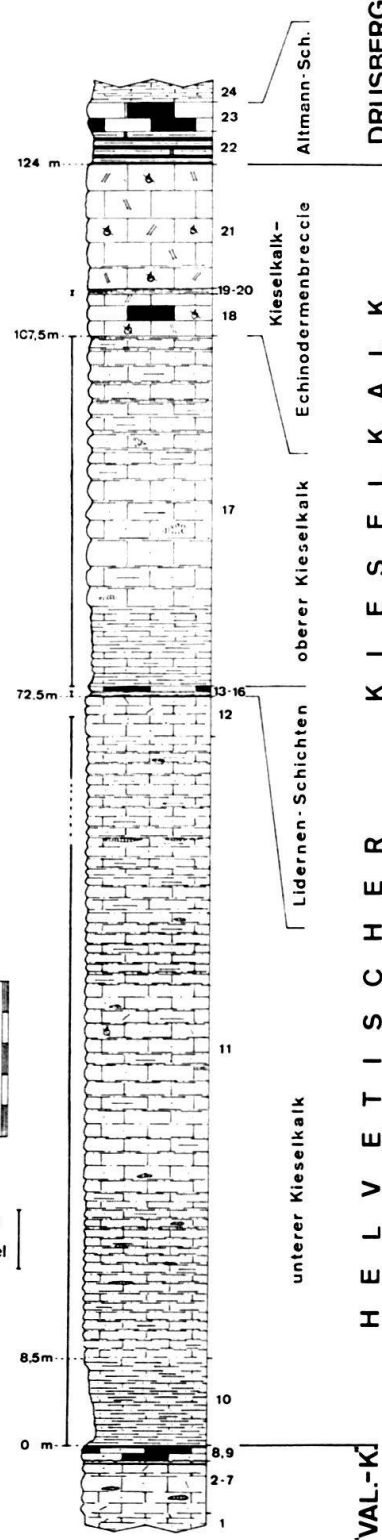 DRUSBERG
Altmann-Sch.
24
23
22
124 m
21
Kieselkalk-
Echinodermenbreccie
19-20
18
107,5m
17
oberer Kieselkalk
HELVETISCHER KIESELKALK
13-16
72.5m
12
Lidernen-Schichten
11
unterer Kieselkalk
8,5m
10
0 m
8,9
2-7
1
VAL.-K